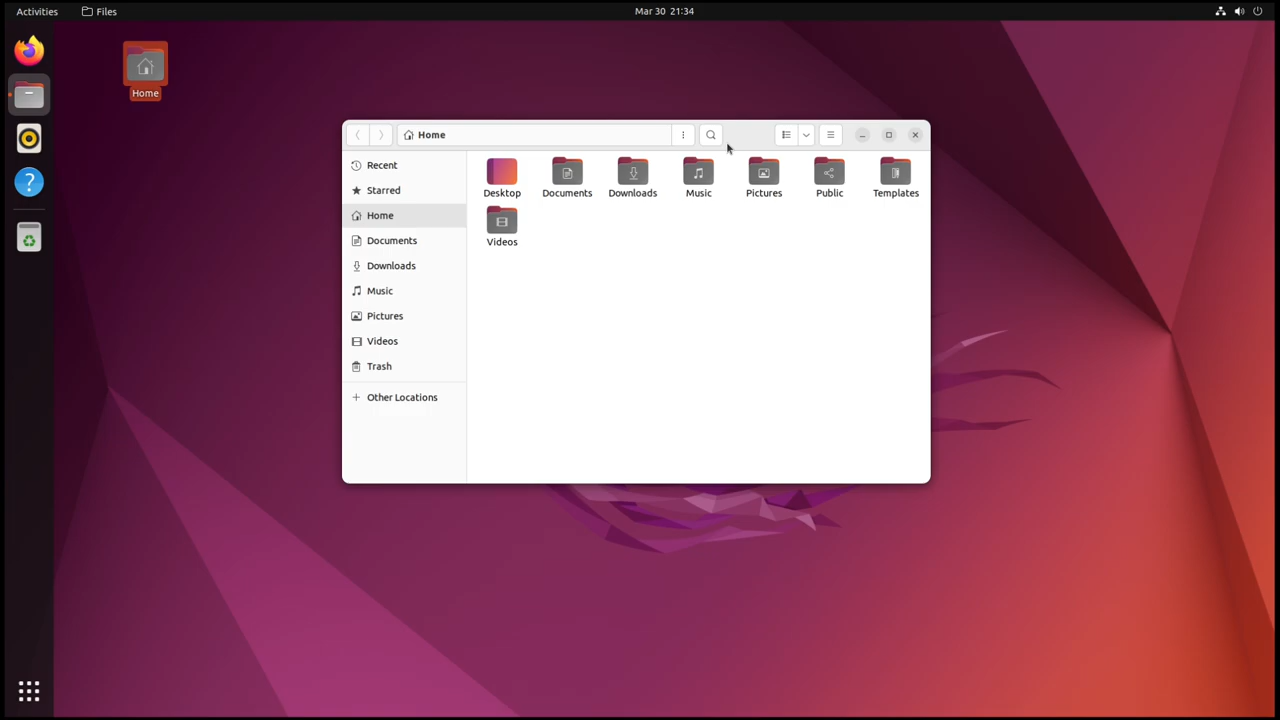 Activities Files Mar 30 21:34
Home
Home
Recent
Starred
Home
Documents
Downloads
Music
Pictures
Videos
Trash
Other Locations
Desktop Documents Downloads Music Pictures Public Templates
Videos